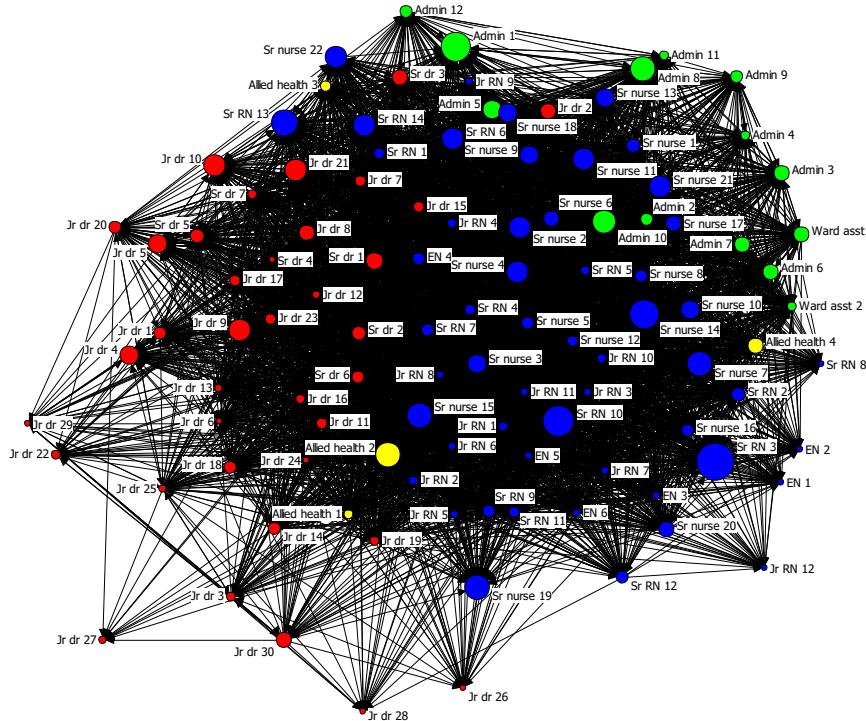 Admin 12
Admin 1
Sr nurse 22
Admin 11
Sr dr 3
Jr RN 9
Admin 8
Admin 9
Allied health 3
Sr nurse 13
Admin 5
Jr dr 2
Sr RN 13
Sr RN 14
Sr RN 6
Sr nurse 18
Admin 4
Sr nurse 1
Sr RN 1
Sr nurse 9
Sr nurse 11
Jr dr 10
Jr dr 21
Admin 3
Jr dr 7
Sr nurse 21
Sr dr 7
Jr dr 15
Sr nurse 6
Admin 2
Jr dr 20
Sr dr 5
Jr dr 8
Jr RN 4
Sr nurse 2
Admin 10
Sr nurse 17
Ward asst
Jr dr 5
Admin 7
Sr dr 4
Sr dr 1
EN 4
Sr nurse 4
Sr RN 5
Sr nurse 8
Admin 6
Jr dr 17
Jr dr 12
Sr RN 4
Sr nurse 10
Ward asst 2
Jr dr 1
Jr dr 9
Jr dr 23
Sr dr 2
Sr RN 7
Sr nurse 5
Sr nurse 14
Jr dr 4
Sr nurse 12
Allied health 4
Sr nurse 3
Jr RN 10
Sr nurse 7
Sr RN 8
Jr dr 13
Sr dr 6
Jr RN 8
Jr dr 16
Jr RN 11
Jr RN 3
Sr RN 2
Jr dr 29
Jr dr 6
Jr dr 11
Sr nurse 15
Jr RN 1
Sr RN 10
Sr nurse 16
Jr dr 22
Allied health 2
Jr RN 6
Sr RN 3
EN 2
Jr dr 18
Jr dr 24
EN 5
Jr RN 7
Jr dr 25
Jr RN 2
EN 1
EN 3
Allied health 1
Jr RN 5
Sr RN 9
Sr RN 11
EN 6
Jr dr 14
Jr dr 19
Sr nurse 20
Jr RN 12
Sr RN 12
Jr dr 3
Sr nurse 19
Jr dr 27
Jr dr 30
Jr dr 26
Jr dr 28